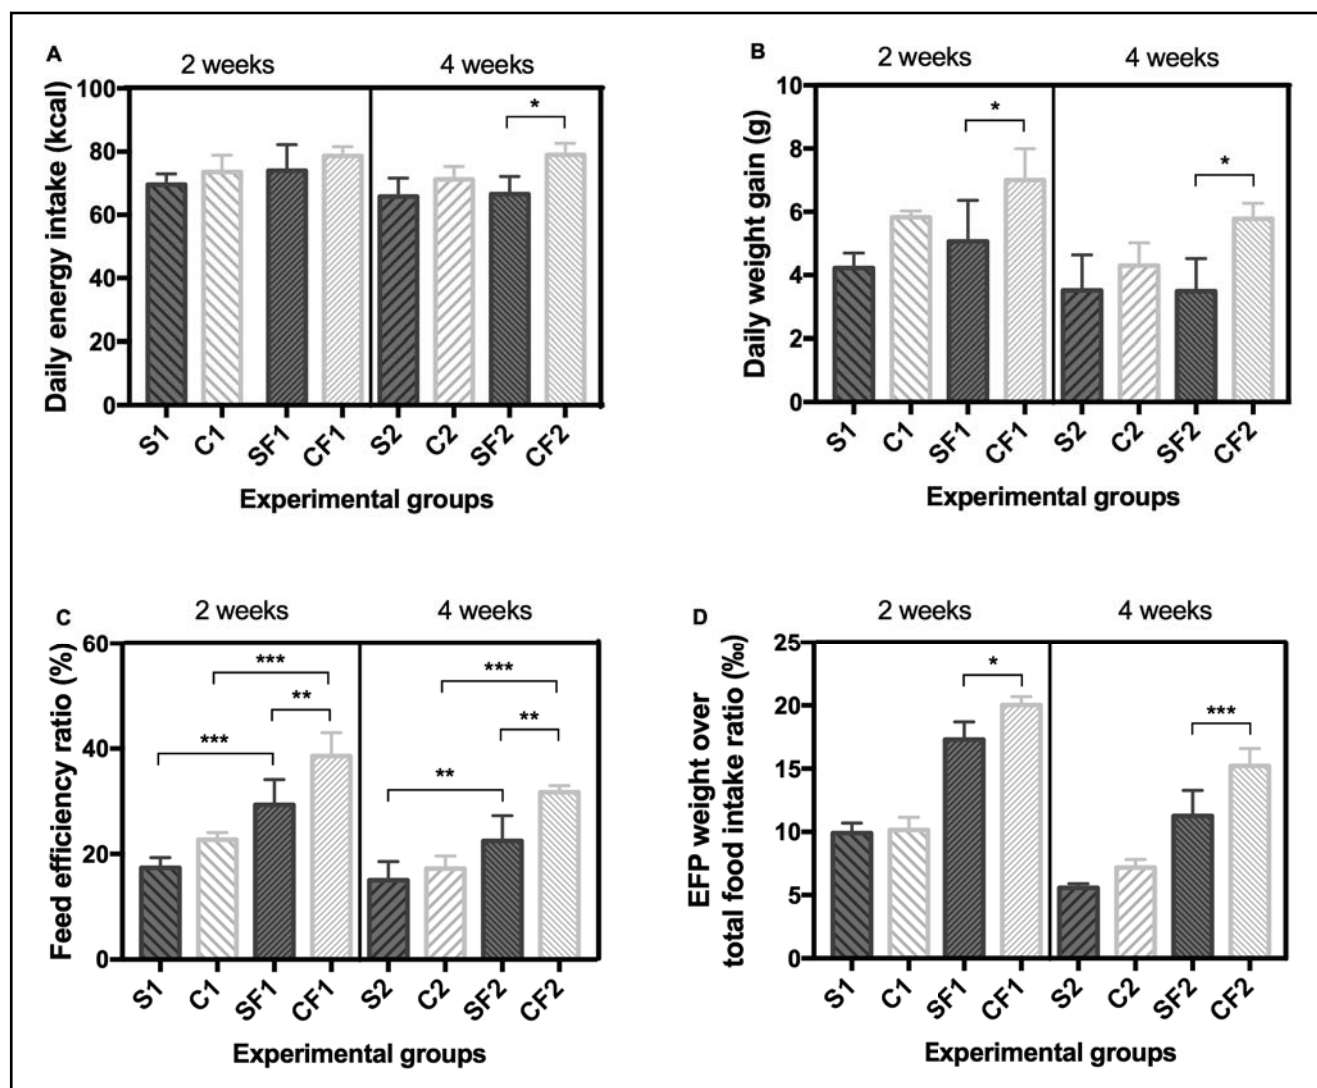 A
2 weeks 4 weeks
Daily energy intake (kcal)
100
80
60
40
20
0
*
S1 C1 SF1 CF1 S2 C2 SF2 CF2
Experimental groups
B
2 weeks 4 weeks
Daily weight gain (g)
10
8
6
4
2
0
* *
S1 C1 SF1 CF1 S2 C2 SF2 CF2
Experimental groups
C
2 weeks 4 weeks
Feed efficiency ratio (%)
60
40
20
0
*** ***
** **
*** **
S1 C1 SF1 CF1 S2 C2 SF2 CF2
Experimental groups
D
2 weeks 4 weeks
EFP weight over
total food intake ratio (‰)
25
20
15
10
5
0
* ***
S1 C1 SF1 CF1 S2 C2 SF2 CF2
Experimental groups